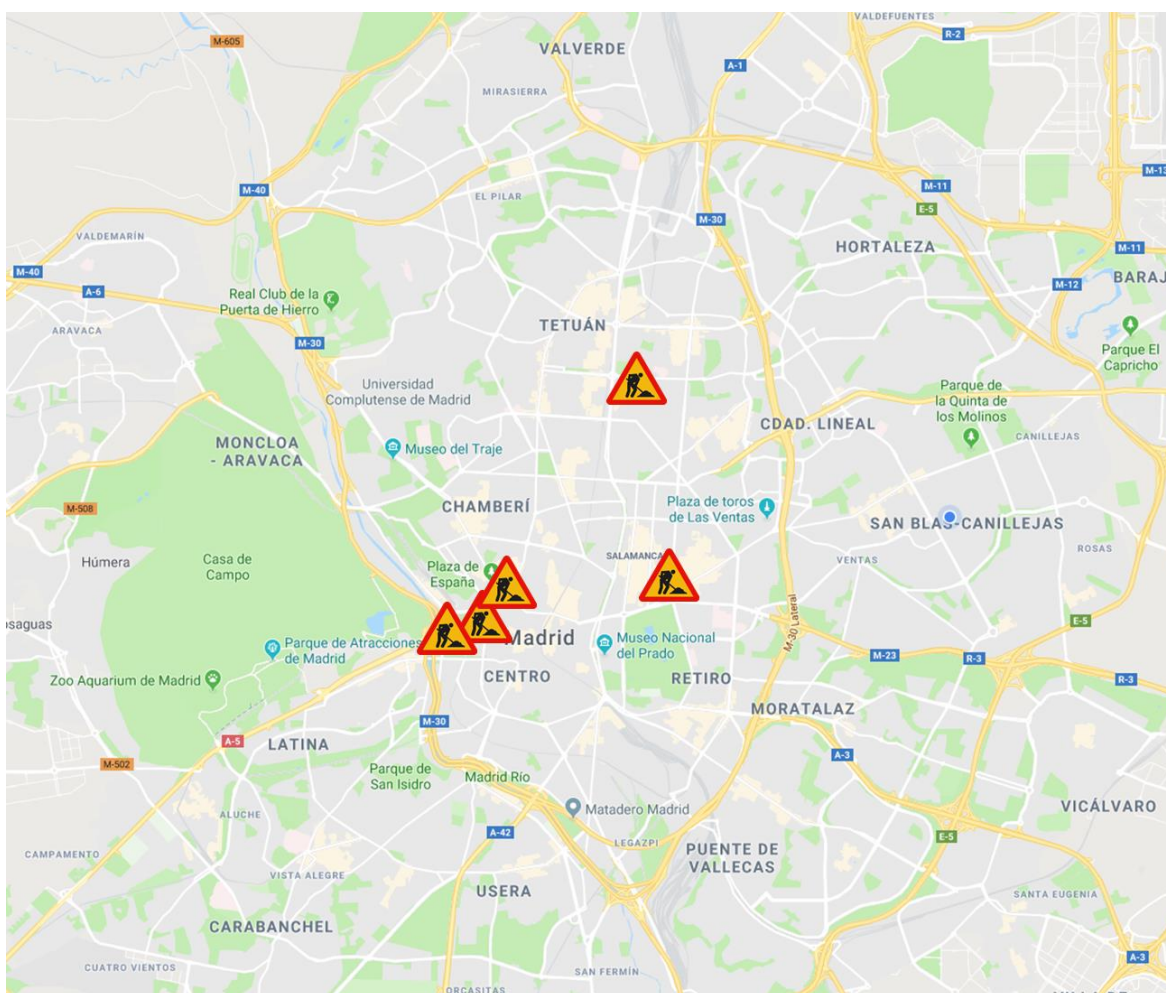 VALDEFUENTES
R-2
M-605
VALVERDE
A-1
MIRASIERRA
M-40
EL PILAR
M-11
E-5
M-30
HORTALEZA
VALDEMARÍN
M-11
M-40
A-6
M-12
Real Club de la
Puerta de Hierro
ARAVACA
M-30
TETUÁN
Parque El
Capricho
Universidad
Complutense de Madrid
Parque de
la Quinta de
los Molinos
CDAD. LINEAL
CANILLEJAS
MONCLOA
- ARAVACA
Museo del Traje
M-508
CHAMBERÍ
Plaza de toros
de Las Ventas
SAN BLAS-CANILLEJAS
Húmera
Casa de
Campo
Plaza de
España
SALAMANCA
VENTAS
ROSAS
E-5
Parque de Atracciones
de Madrid
Madrid
Museo Nacional
del Prado
M-30 Lateral
M-23
R-3
R-3
Zoo Aquarium de Madrid
CENTRO
RETIRO
MORATALAZ
M-30
A-5
LATINA
A-3
M-502
Parque de
San Isidro
Madrid Río
Matadero Madrid
VICÁLVARO
ALUCHE
A-42
LEGAZPI
E-5
PUENTE DE
VALLECAS
CAMPAMENTO
VISTA ALEGRE
USERA
SANTA EUGENIA
CARABANCHEL
A-3
CUATRO VIENTOS
SAN FERMÍN
ORCASITAS